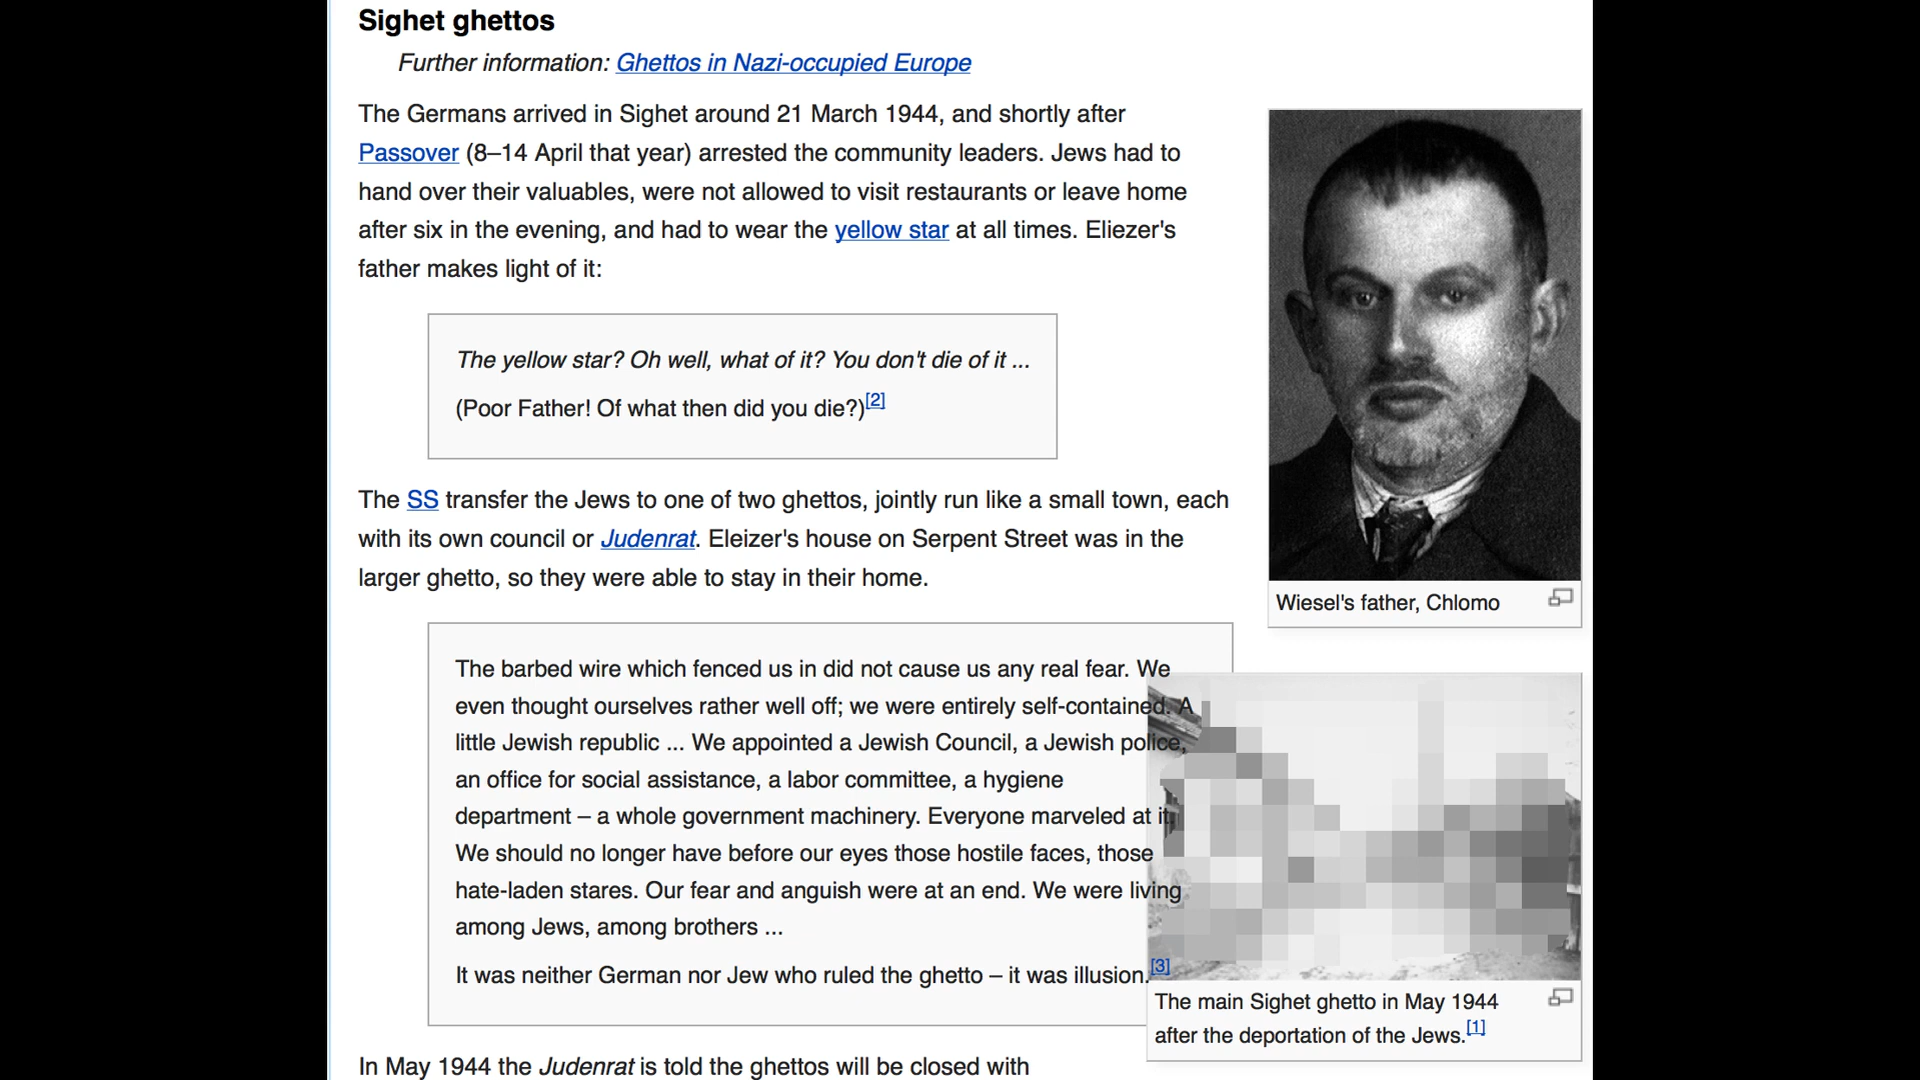 Sighet ghettos
Further information: Ghettos in Nazi-occupied Europe
The Germans arrived in Sighet around 21 March 1944, and shortly after
Passover (8–14 April that year) arrested the community leaders. Jews had to
hand over their valuables, were not allowed to visit restaurants or leave home
after six in the evening, and had to wear the yellow star at all times. Eliezer's
father makes light of it:
The yellow star? Oh well, what of it? You don't die of it ...
(Poor Father! Of what then did you die?)[2]
The SS transfer the Jews to one of two ghettos, jointly run like a small town, each
with its own council or Judenrat. Eleizer's house on Serpent Street was in the
larger ghetto, so they were able to stay in their home.
Wiesel's father, Chlomo
The barbed wire which fenced us in did not cause us any real fear. We
even thought ourselves rather well off; we were entirely self-contained. A
little Jewish republic ... We appointed a Jewish Council, a Jewish police,
an office for social assistance, a labor committee, a hygiene
department – a whole government machinery. Everyone marveled at it.
We should no longer have before our eyes those hostile faces, those
hate-laden stares. Our fear and anguish were at an end. We were living
among Jews, among brothers ...
It was neither German nor Jew who ruled the ghetto – it was illusion.[3]
The main Sighet ghetto in May 1944
after the deportation of the Jews.[1]
In May 1944 the Judenrat is told the ghettos will be closed with